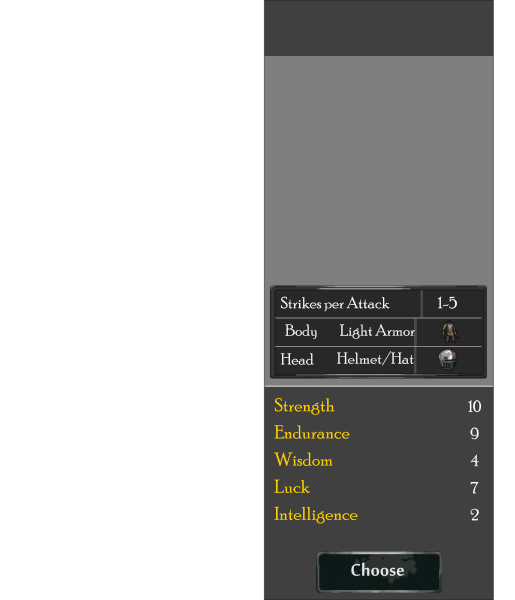 Strikes per Attack 1-5
Body Light Armor
Head Helmet/Hat
Strength 10
Endurance 9
Wisdom 4
Luck 7
Intelligence 2
Choose